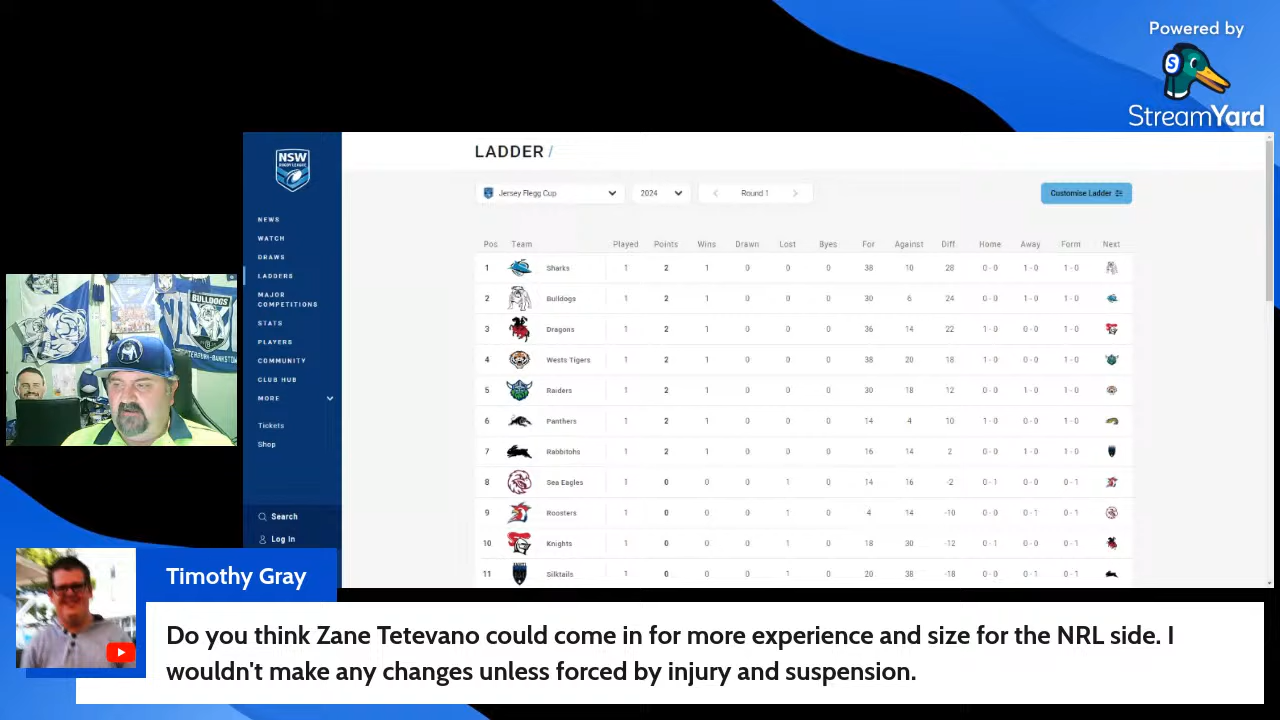 Powered by
StreamYard
NSW
RUGBY LEAGUE
NEWS
WATCH
DRAWS
LADDERS
MAJOR
COMPETITIONS
STATS
PLAYERS
COMMUNITY
CLUB HUB
MORE
Tickets
Shop
Search
Log In
LADDER /
Jersey Flegg Cup 2024 Round 1 Customise Ladder
Pos Team Played Points Wins Drawn Lost Byes For Against Diff Home Away Form Next
1 Sharks 1 2 1 0 0 0 38 10 28 0 - 0 1 - 0 1 - 0
2 Bulldogs 1 2 1 0 0 0 30 6 24 0 - 0 1 - 0 1 - 0
3 Dragons 1 2 1 0 0 0 36 14 22 1 - 0 0 - 0 1 - 0
4 Wests Tigers 1 2 1 0 0 0 38 20 18 1 - 0 0 - 0 1 - 0
5 Raiders 1 2 1 0 0 0 30 18 12 0 - 0 1 - 0 1 - 0
6 Panthers 1 2 1 0 0 0 14 4 10 1 - 0 0 - 0 1 - 0
7 Rabbitohs 1 2 1 0 0 0 16 14 2 0 - 0 1 - 0 1 - 0
8 Sea Eagles 1 0 0 0 1 0 14 16 -2 0 - 1 0 - 0 0 - 1
9 Roosters 1 0 0 0 1 0 4 14 -10 0 - 0 0 - 1 0 - 1
10 Knights 1 0 0 0 1 0 18 30 -12 0 - 1 0 - 0 0 - 1
11 Silktails 1 0 0 0 1 0 20 38 -18 0 - 0 0 - 1 0 - 1
BULLDOGS
Timothy Gray
Do you think Zane Tetevano could come in for more experience and size for the NRL side. I
wouldn't make any changes unless forced by injury and suspension.